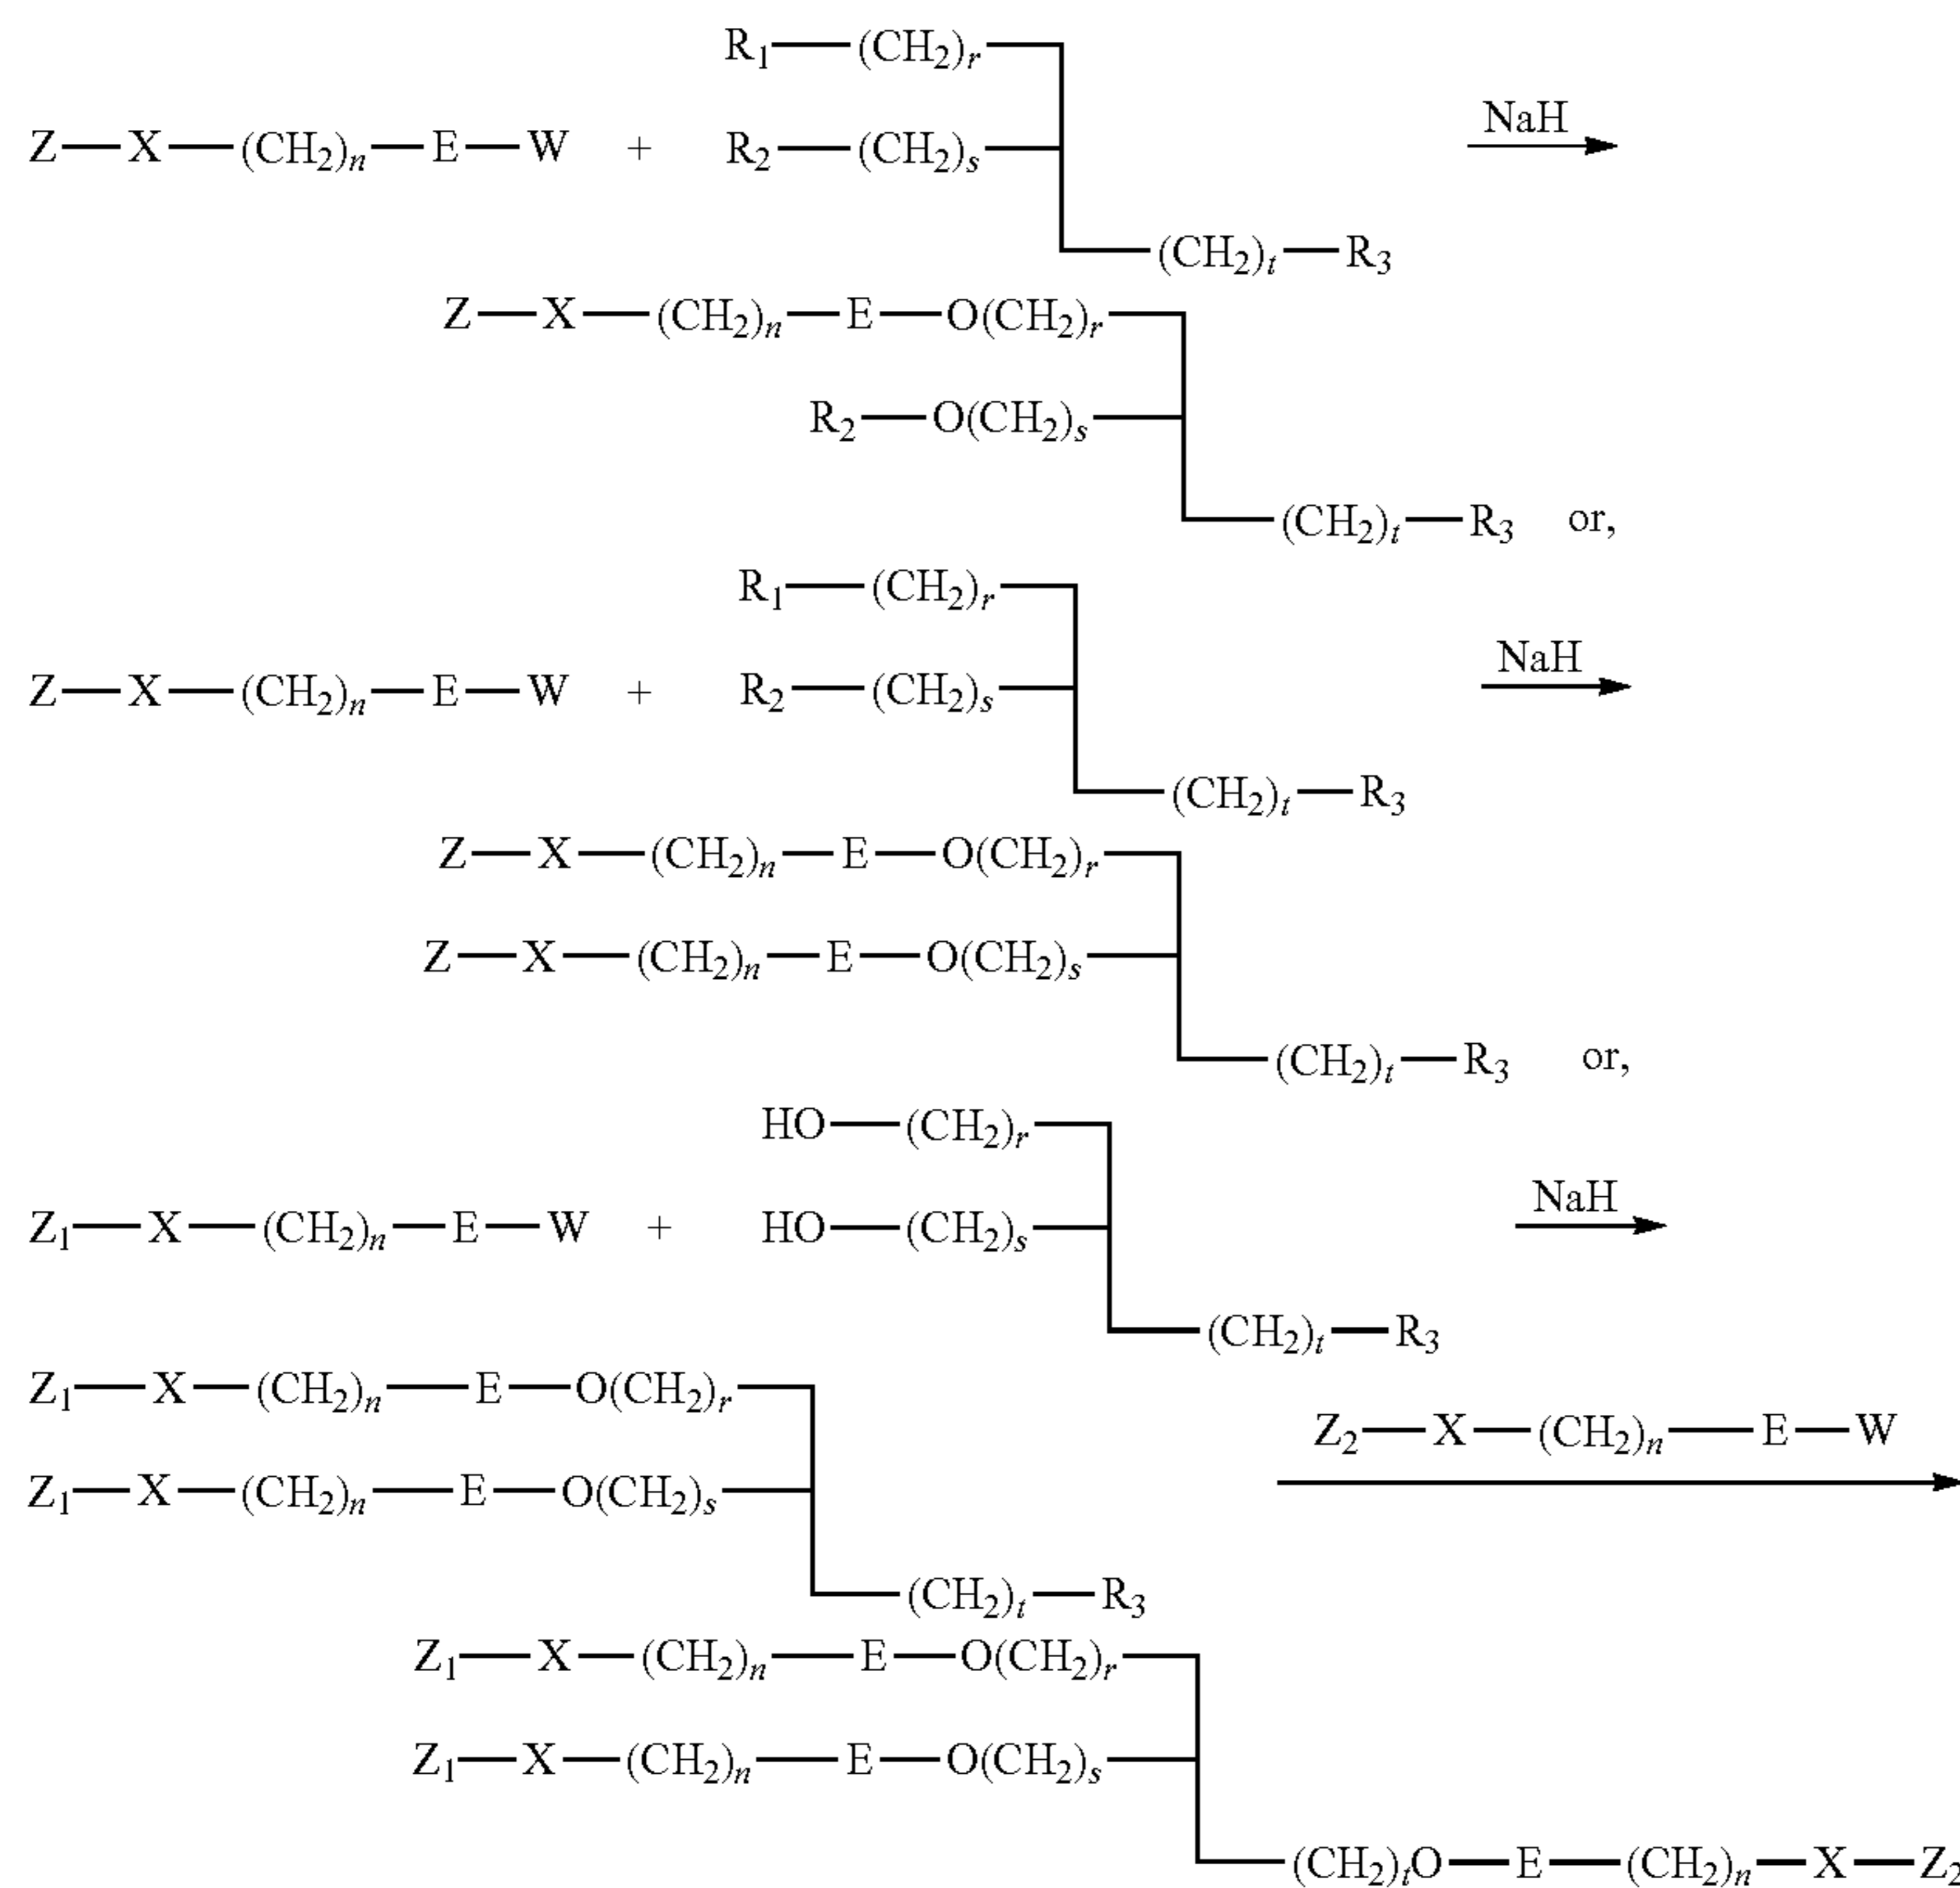 R₁—(CH₂)ᵣ
NaH
Z—X—(CH₂)ₙ—E—W + R₂—(CH₂)ₛ
(CH₂)ₜ—R₃
Z—X—(CH₂)ₙ—E—O(CH₂)ᵣ
R₂—O(CH₂)ₛ
(CH₂)ₜ—R₃ or,
R₁—(CH₂)ᵣ
NaH
Z—X—(CH₂)ₙ—E—W + R₂—(CH₂)ₛ
(CH₂)ₜ—R₃
Z—X—(CH₂)ₙ—E—O(CH₂)ᵣ
Z—X—(CH₂)ₙ—E—O(CH₂)ₛ
(CH₂)ₜ—R₃ or,
HO—(CH₂)ᵣ
NaH
Z₁—X—(CH₂)ₙ—E—W + HO—(CH₂)ₛ
(CH₂)ₜ—R₃
Z₁—X—(CH₂)ₙ—E—O(CH₂)ᵣ
Z₂—X—(CH₂)ₙ—E—W
Z₁—X—(CH₂)ₙ—E—O(CH₂)ₛ
(CH₂)ₜ—R₃
Z₁—X—(CH₂)ₙ—E—O(CH₂)ᵣ
Z₁—X—(CH₂)ₙ—E—O(CH₂)ₛ
(CH₂)ₜO—E—(CH₂)ₙ—X—Z₂